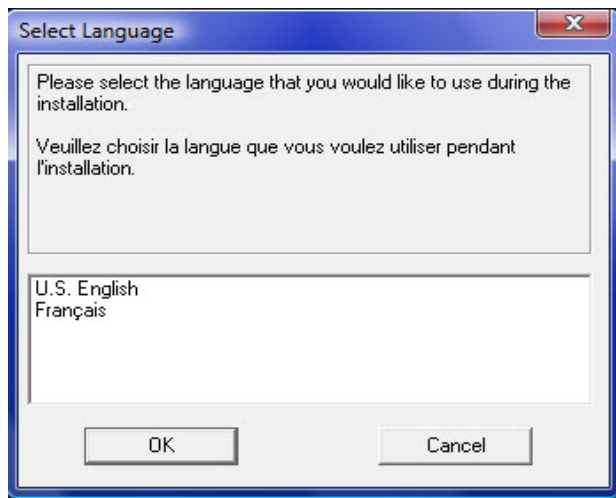 Select Language
Please select the language that you would like to use during the
installation.
Veuillez choisir la langue que vous voulez utiliser pendant
l'installation.
U.S. English
Français
OK
Cancel